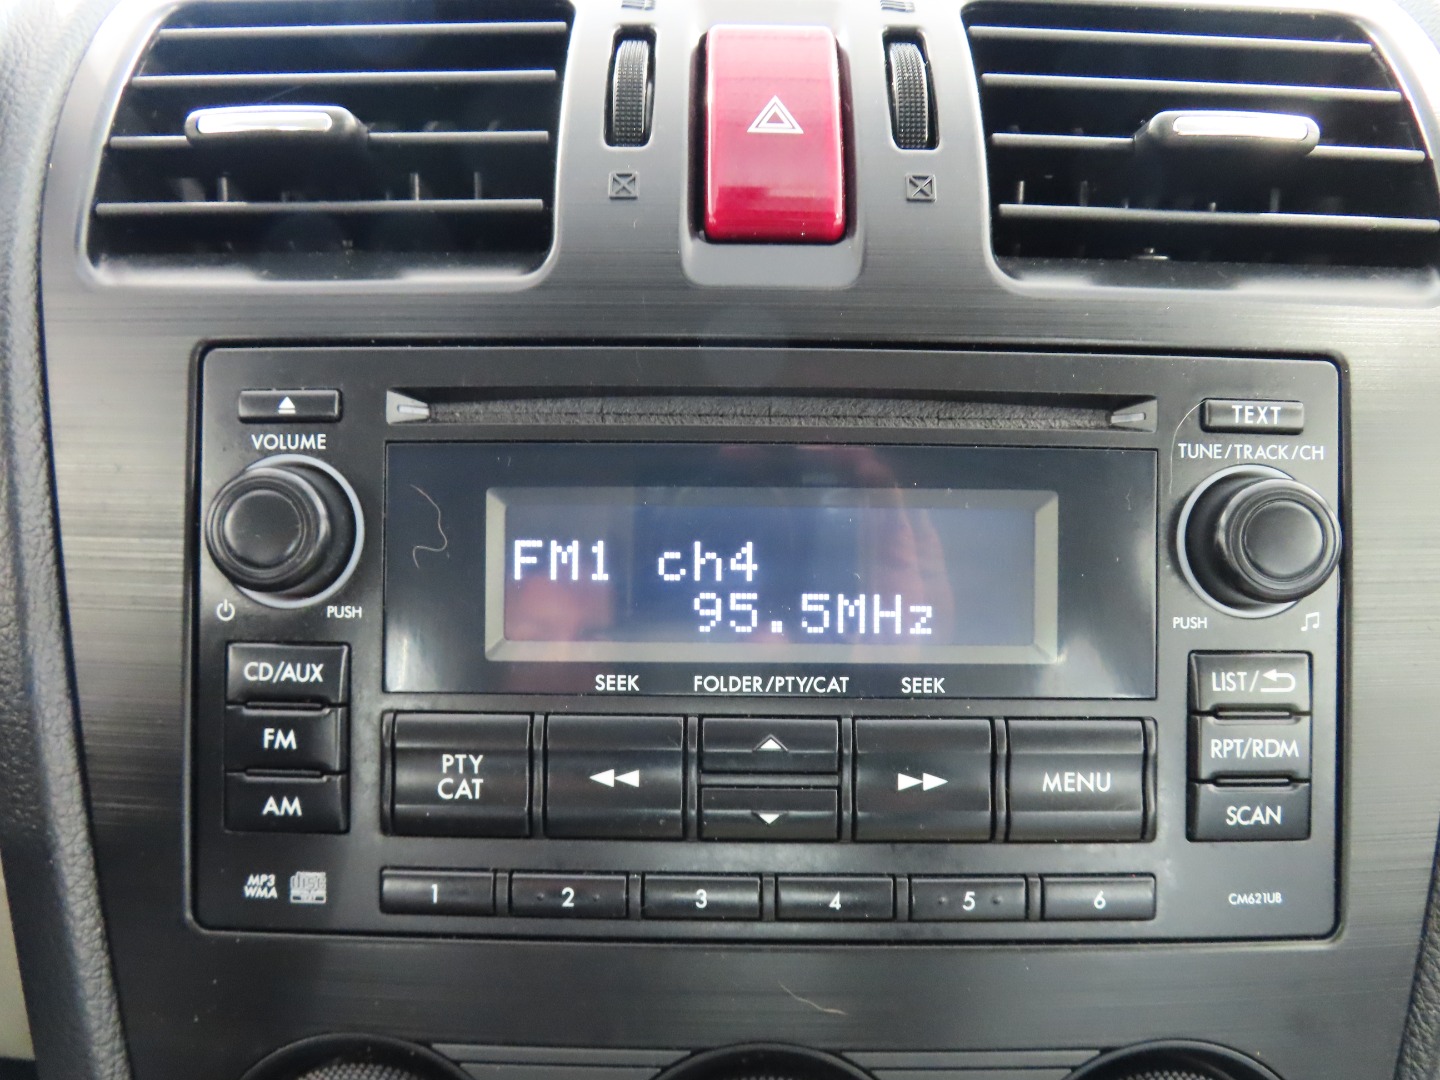 TEXT
VOLUME
TUNE/TRACK/CH
FM1 ch4
95.5MHz
PUSH
PUSH
SEEK
FOLDER/PTY/CAT
SEEK
CD/AUX
FM
AM
PTY
CAT
MENU
LIST/
RPT/RDM
SCAN
MP3
WMA
disc
1
2
3
4
5
6
CM621UB